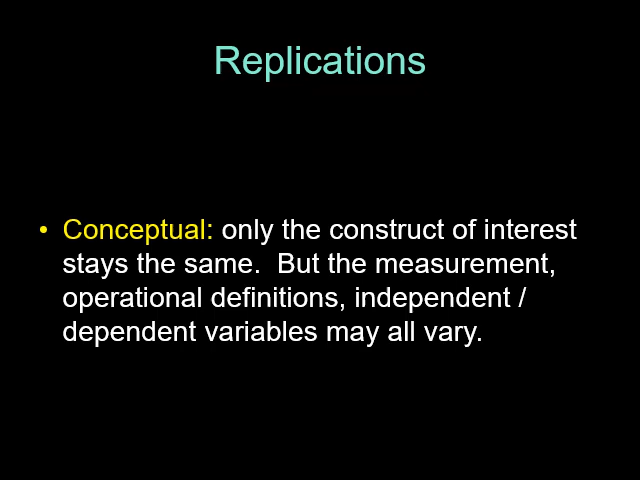 Replications
• Conceptual: only the construct of interest
stays the same.  But the measurement,
operational definitions, independent /
dependent variables may all vary.